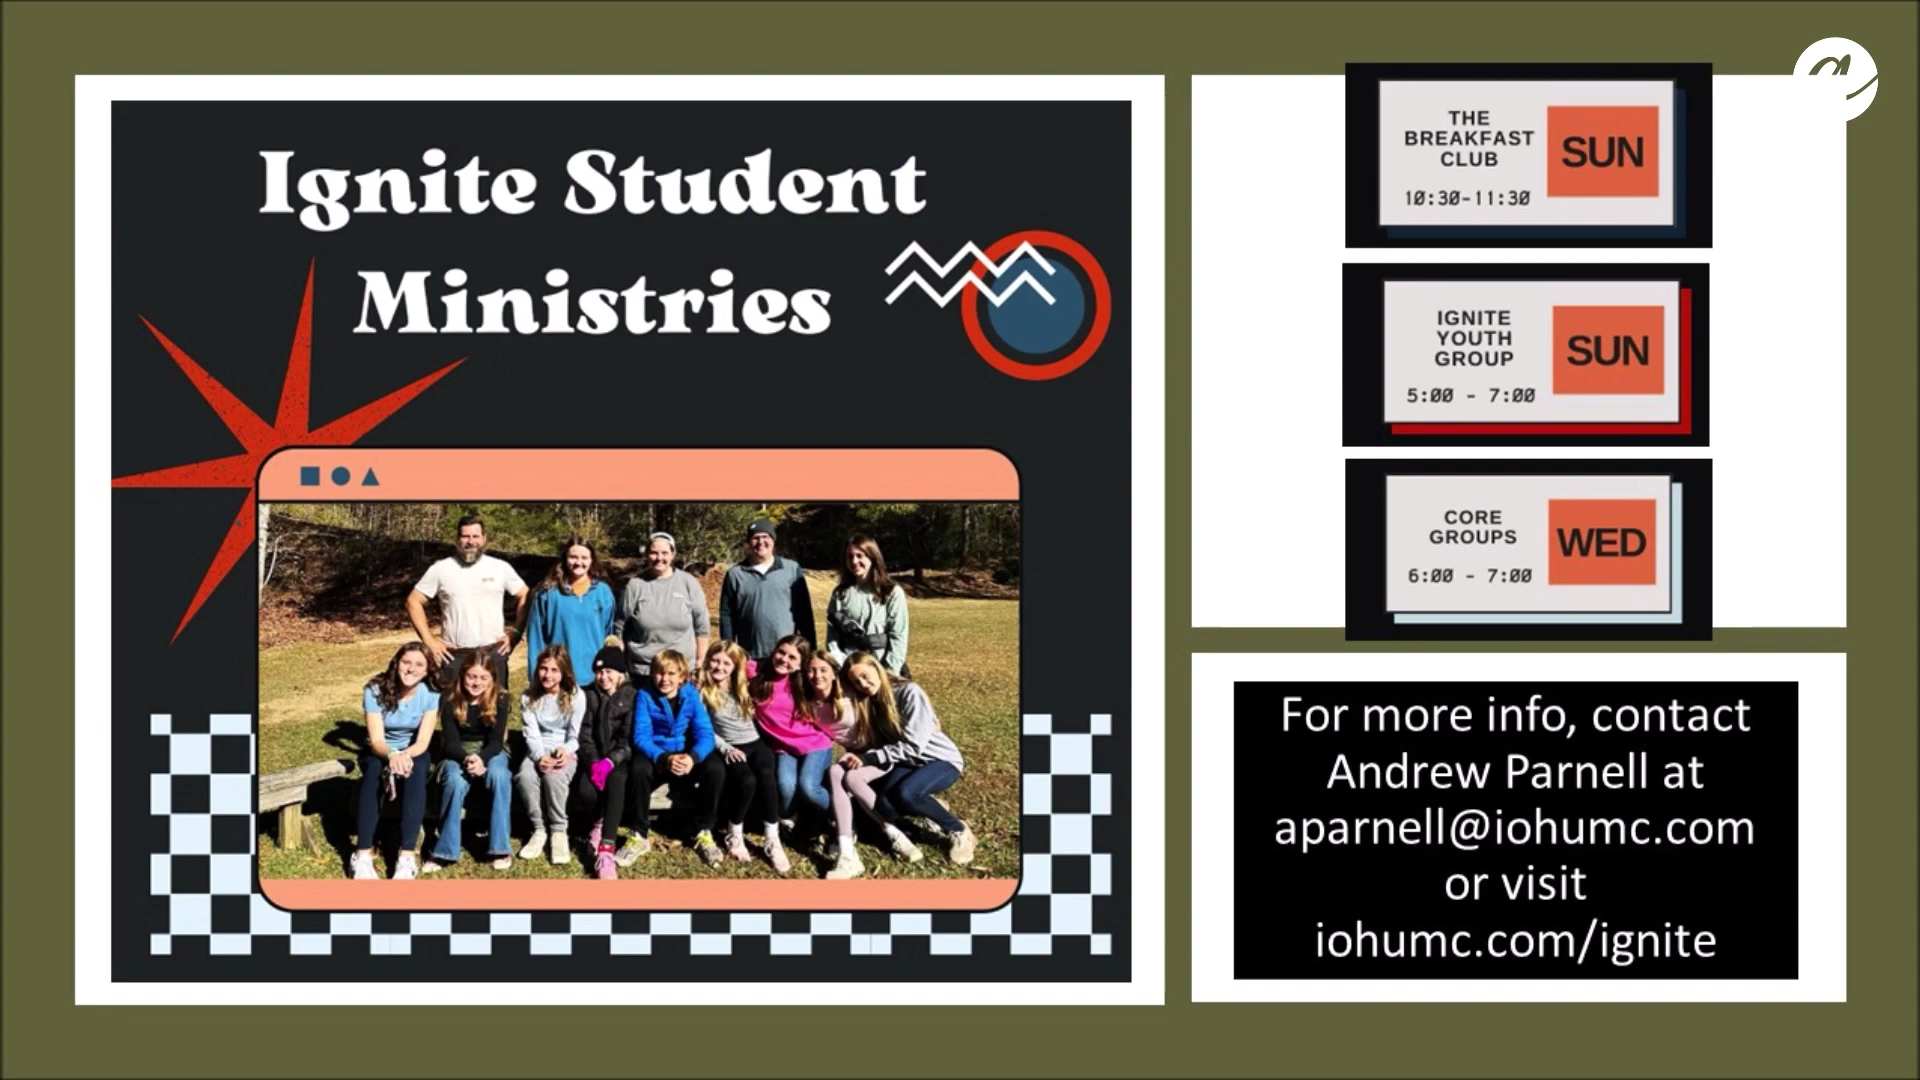 Ignite Student
Ministries
THE
BREAKFAST
CLUB
10:30-11:30
SUN
IGNITE
YOUTH
GROUP
5:00 - 7:00
SUN
CORE
GROUPS
6:00 - 7:00
WED
For more info, contact
Andrew Parnell at
aparnell@iohumc.com
or visit
iohumc.com/ignite